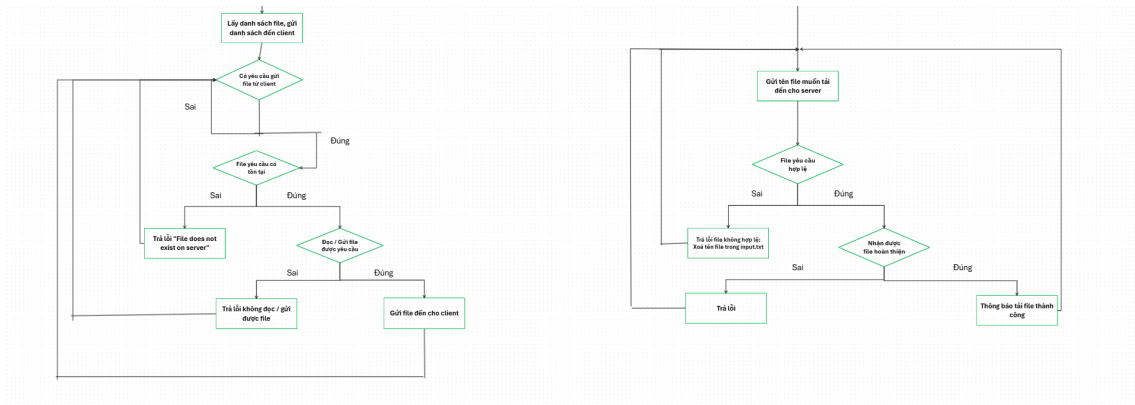 Lấy danh sách file, gửi
danh sách đến client
Có yêu cầu gửi
file từ client
Sai
Đúng
File yêu cầu có
tồn tại
Sai
Đúng
Trả lỗi "File does not
exist on server"
Đọc / Gửi file
được yêu cầu
Sai
Đúng
Trả lỗi không đọc / gửi
được file
Gửi file đến cho client
Gửi tên file muốn tải
đến cho server
File yêu cầu
hợp lệ
Sai
Đúng
Trả lỗi file không hợp lệ;
Xoá tên file trong input.txt
Nhận được
file hoàn thiện
Sai
Đúng
Trả lỗi
Thông báo tải file thành
công